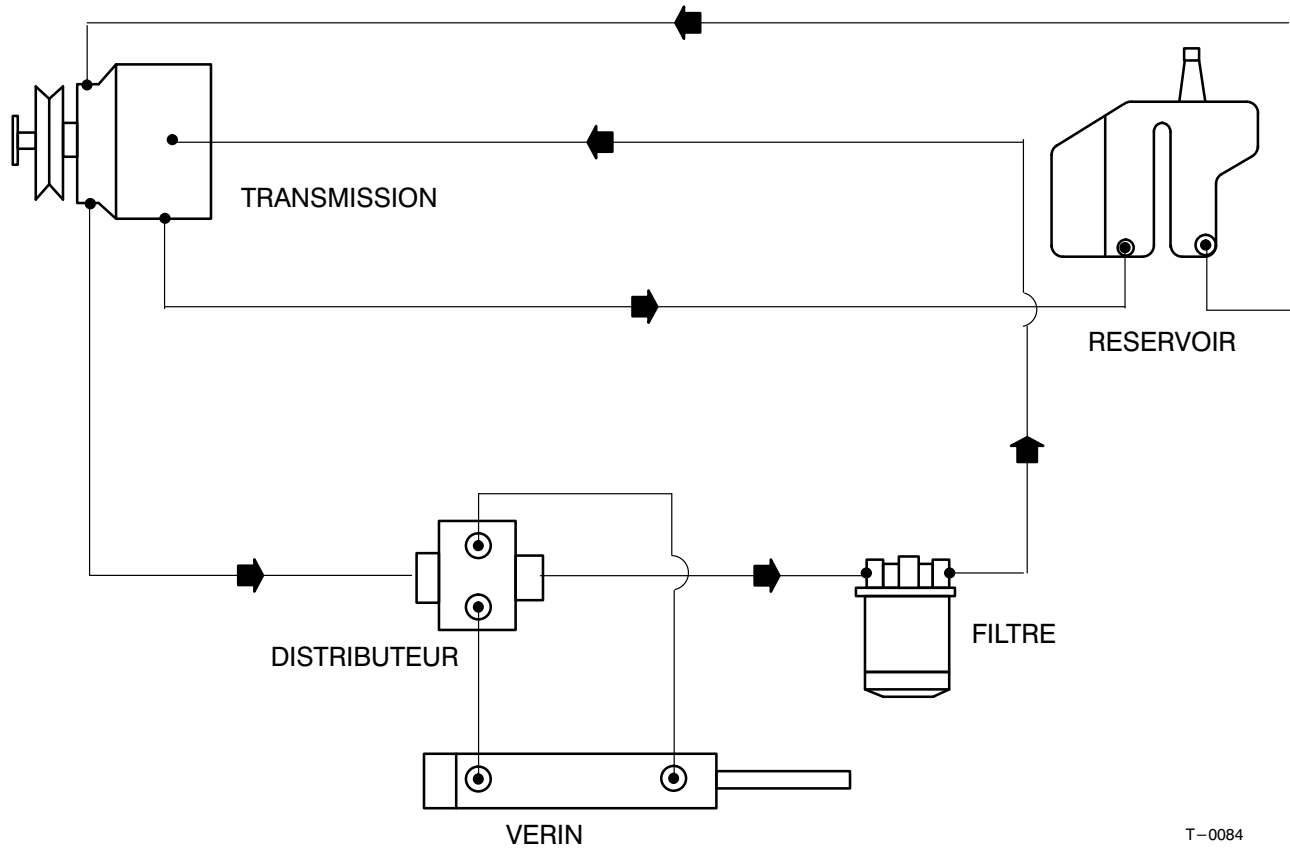 TRANSMISSION
RESERVOIR
FILTRE
DISTRIBUTEUR
VERIN
T−0084